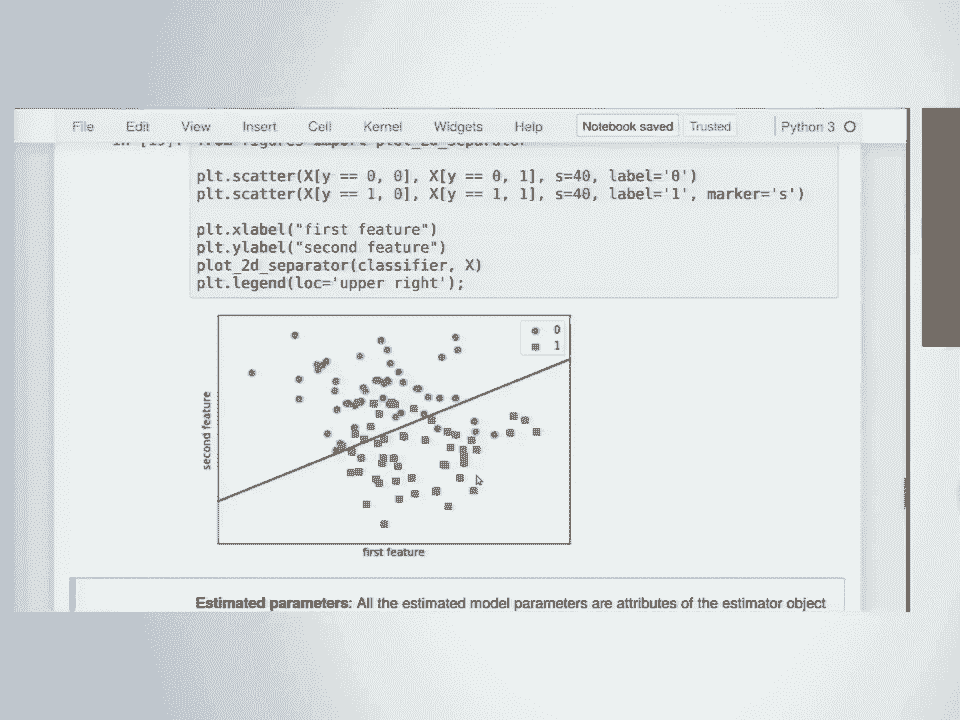 File Edit View Insert Cell Kernel Widgets Help Notebook saved Trusted Python 3
plt.scatter(X[y == 0, 0], X[y == 0, 1], s=40, label='0')
plt.scatter(X[y == 1, 0], X[y == 1, 1], s=40, label='1', marker='s')
plt.xlabel("first feature")
plt.ylabel("second feature")
plot_2d_separator(classifier, X)
plt.legend(loc='upper right');
0
1
second feature
first feature
Estimated parameters: All the estimated model parameters are attributes of the estimator object